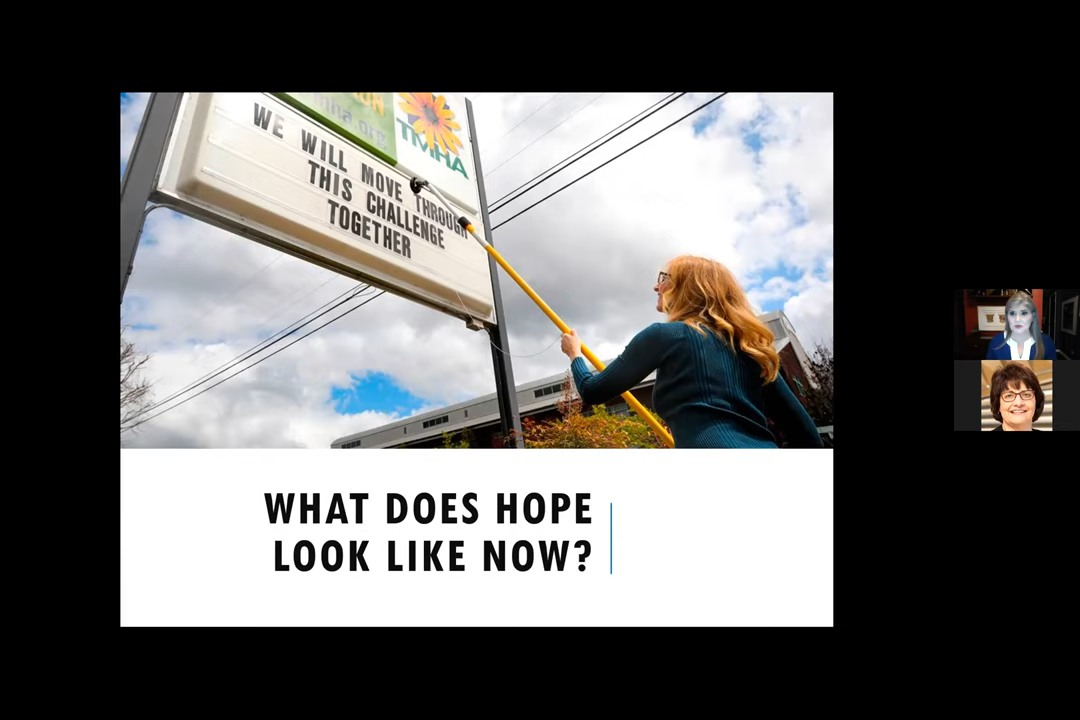 TMHA
WE WILL MOVE THROUGH
THIS CHALLENGE
TOGETHER
WHAT DOES HOPE
LOOK LIKE NOW?